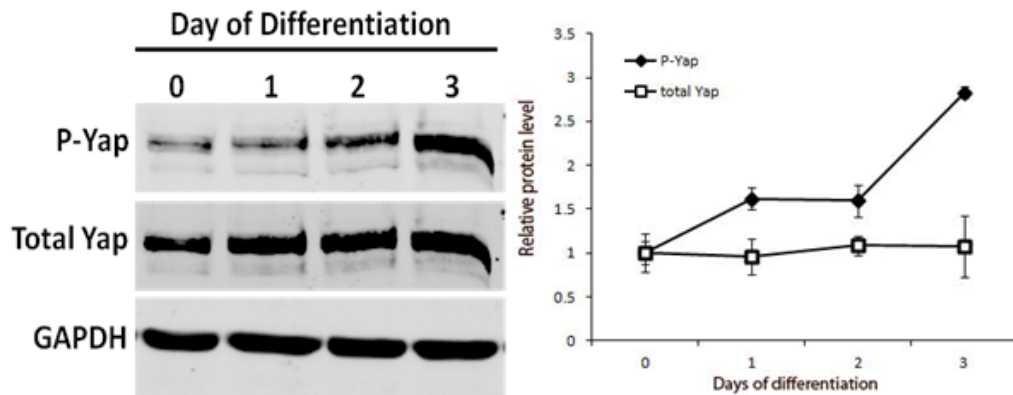 Day of Differentiation
0 1 2 3
P-Yap
Total Yap
GAPDH
3.5
3
2.5
2
1.5
1
0.5
0
Relative protein level
P-Yap
total Yap
0 1 2 3
Days of differentiation